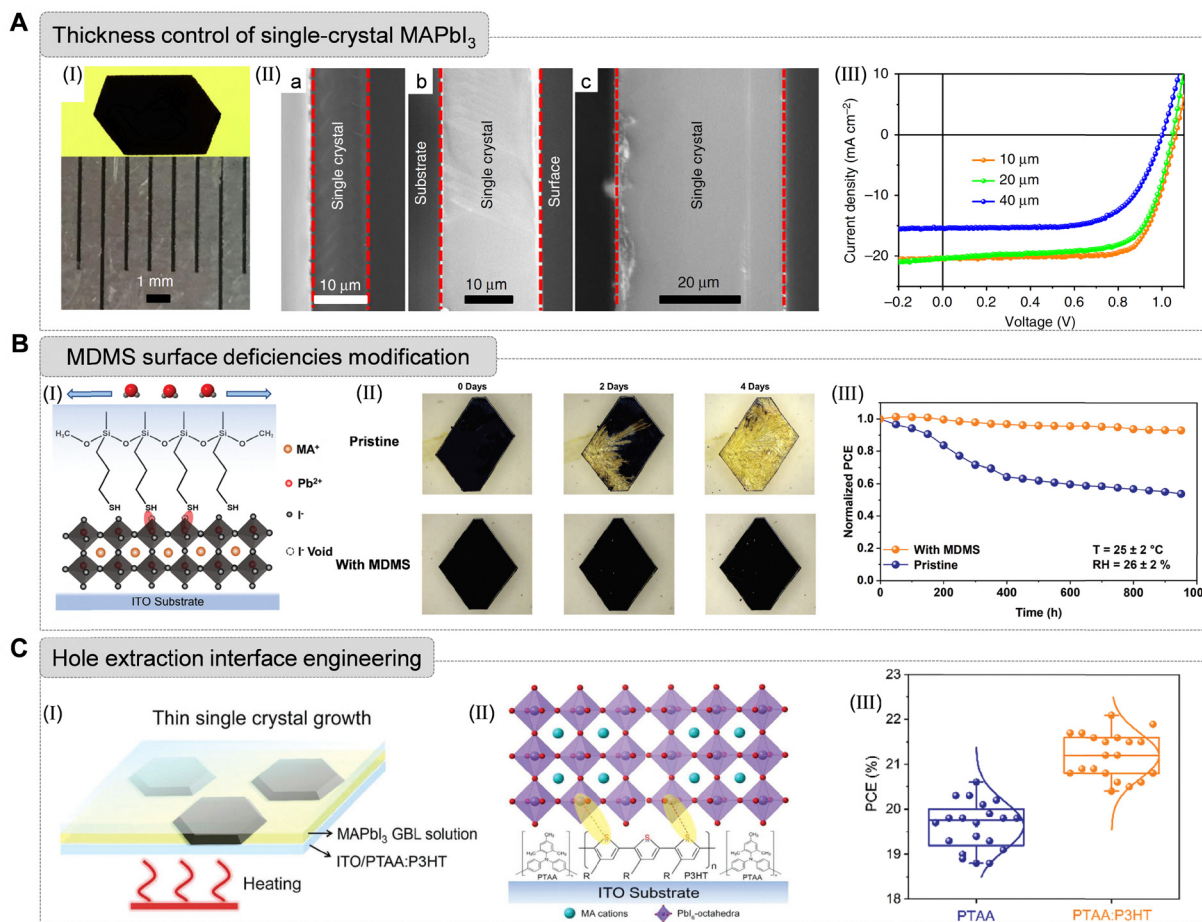 A
Thickness control of single-crystal MAPbI₃
(I)
1 mm
(II)
a
Single crystal
10 μm
b
Substrate
Single crystal
Surface
10 μm
c
Single crystal
20 μm
(III)
Current density (mA cm⁻²)
10
0
−10
−20
10 μm
20 μm
40 μm
−0.2
0.0
0.2
0.4
0.6
0.8
1.0
Voltage (V)
B
MDMS surface deficiencies modification
(I)
H₃C
O
Si
O
Si
O
Si
O
Si
O
CH₃
SH
SH
SH
SH
MA⁺
Pb²⁺
I⁻
I⁻ Void
ITO Substrate
(II)
0 Days
2 Days
4 Days
Pristine
With MDMS
(III)
Normalized PCE
1.0
0.8
0.6
0.4
0.2
0.0
With MDMS
Pristine
T = 25 ± 2 °C
RH = 26 ± 2 %
0
200
400
600
800
100
Time (h)
C
Hole extraction interface engineering
(I)
Thin single crystal growth
MAPbI₃ GBL solution
ITO/PTAA:P3HT
Heating
(II)
CH₃
H₃C
CH₃
N
n
PTAA
S
S
S
R
R
R
n
P3HT
CH₃
H₃C
CH₃
N
n
PTAA
ITO Substrate
MA cations
PbI₆-octahedra
(III)
PCE (%)
23
22
21
20
19
18
PTAA
PTAA:P3HT